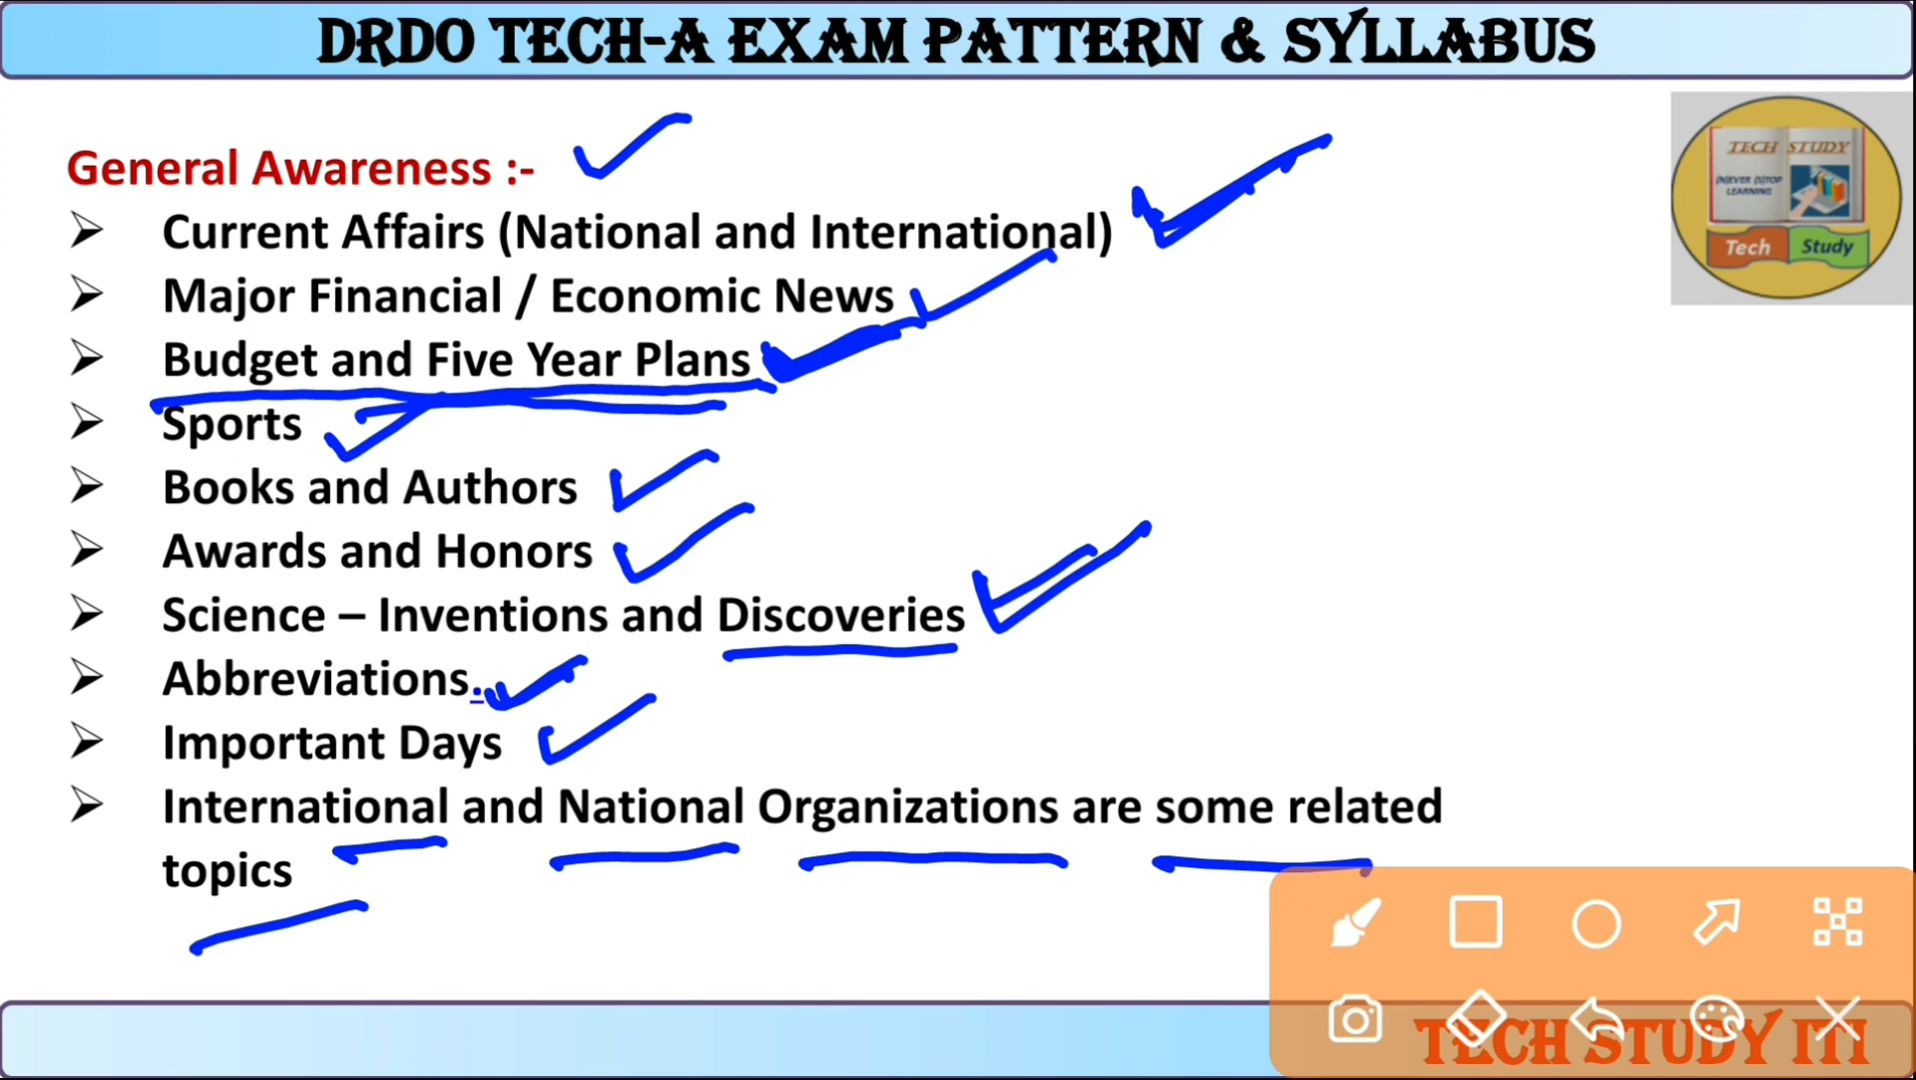 DRDO TECH-A EXAM PATTERN & SYLLABUS
TECH STUDY
(N)EVER (S)TOP
LEARNING
Tech Study
General Awareness :-
➢ Current Affairs (National and International)
➢ Major Financial / Economic News
➢ Budget and Five Year Plans
➢ Sports
➢ Books and Authors
➢ Awards and Honors
➢ Science – Inventions and Discoveries
➢ Abbreviations.
➢ Important Days
➢ International and National Organizations are some related
topics
TECH STUDY ITI